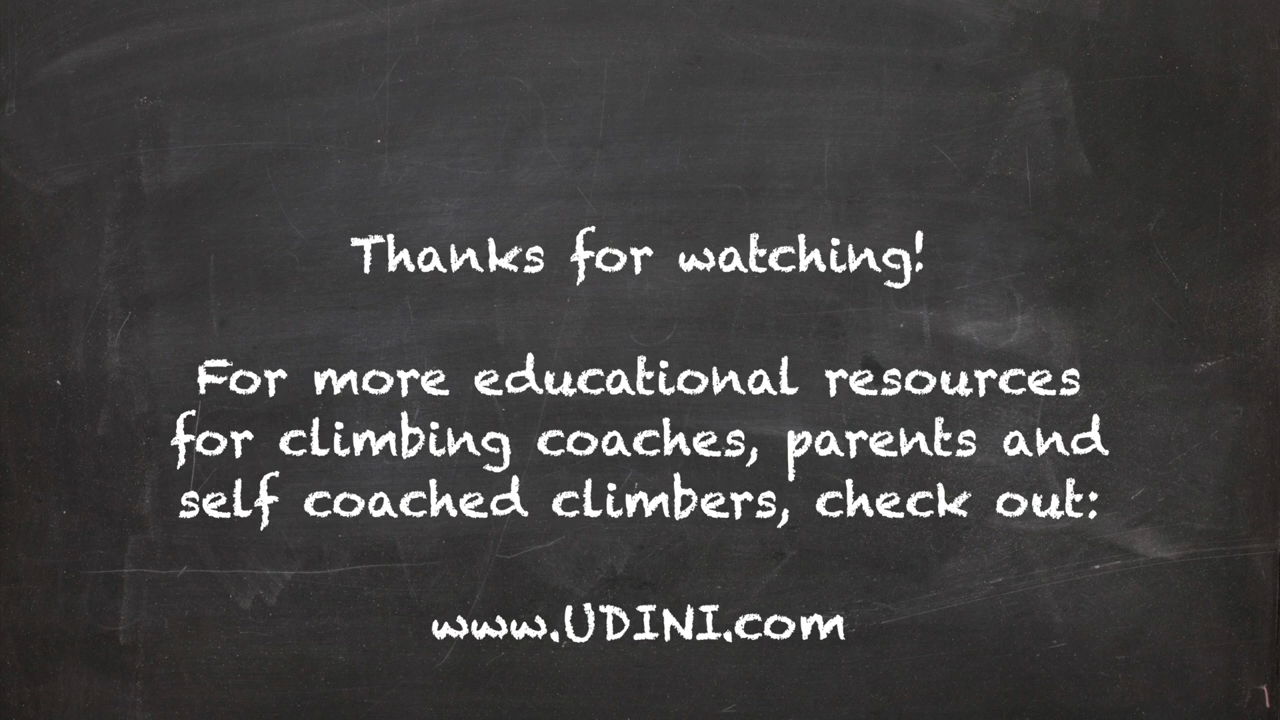 Thanks for watching!
For more educational resources
for climbing coaches, parents and
self coached climbers, check out:
www.UDINI.com